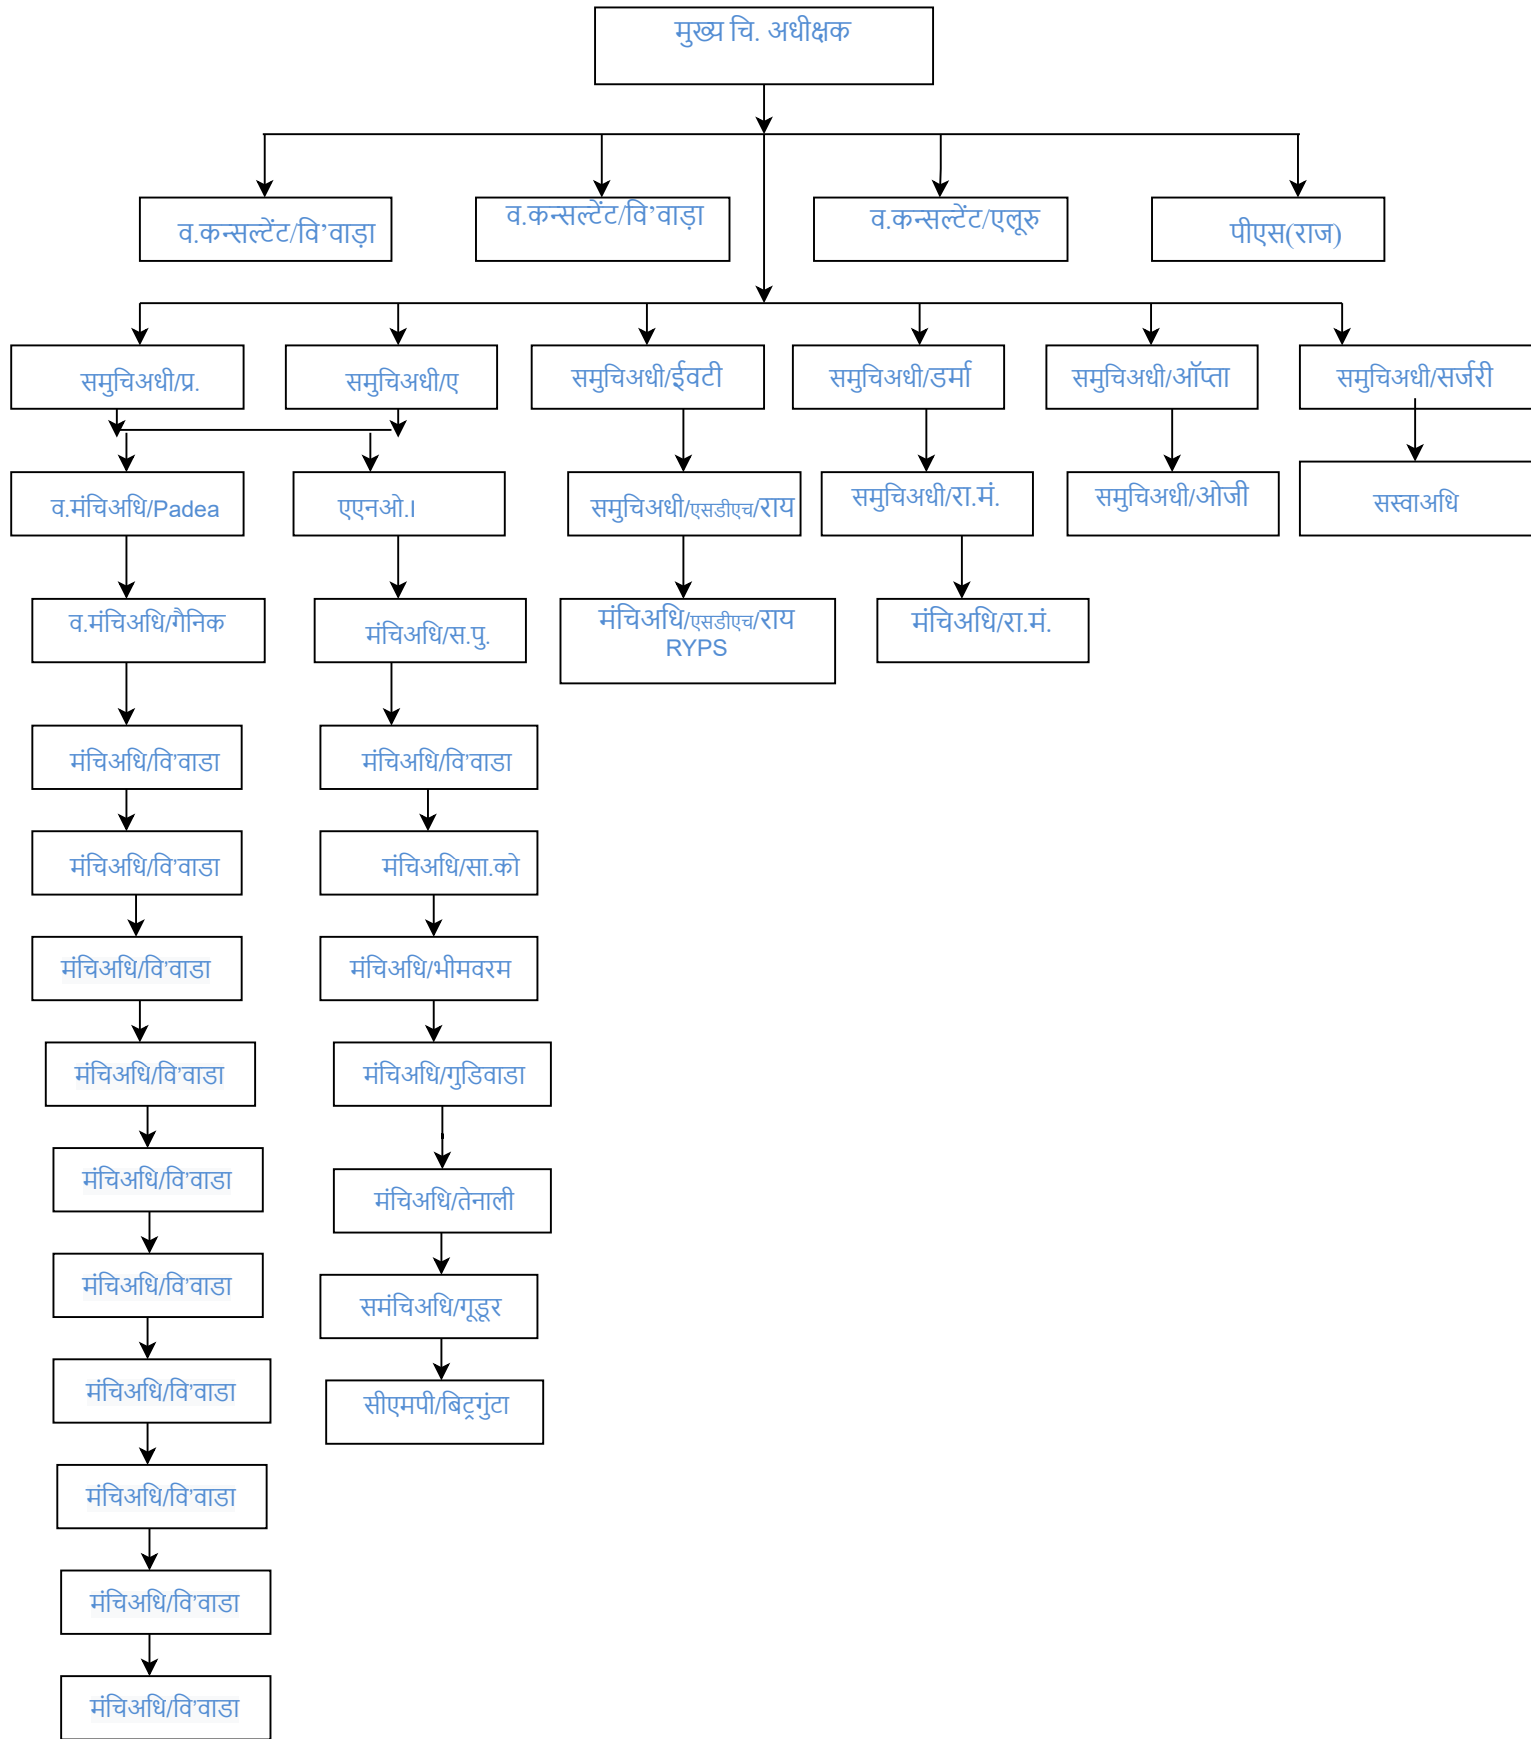 मुख्य चि. अधीक्षक
व.कन्सल्टेंट/वि’वाड़ा
व.कन्सल्टेंट/वि’वाड़ा
व.कन्सल्टेंट/एलूरु
पीएस(राज)
समुचिअधी/प्र.
समुचिअधी/ए
समुचिअधी/ईवटी
समुचिअधी/डर्मा
समुचिअधी/ऑप्ता
समुचिअधी/सर्जरी
व.मंचिअधि/Padea
एएनओ.I
समुचिअधी/एसडीएच/राय
समुचिअधी/रा.मं.
समुचिअधी/ओजी
सस्वाअधि
व.मंचिअधि/गैनिक
मंचिअधि/स.पु.
मंचिअधि/एसडीएच/राय
RYPS
मंचिअधि/रा.मं.
मंचिअधि/वि’वाडा
मंचिअधि/वि’वाडा
मंचिअधि/वि’वाडा
मंचिअधि/सा.को
मंचिअधि/वि’वाडा
मंचिअधि/भीमवरम
मंचिअधि/वि’वाडा
मंचिअधि/गुडिवाडा
मंचिअधि/वि’वाडा
मंचिअधि/तेनाली
मंचिअधि/वि’वाडा
समंचिअधि/गूडूर
मंचिअधि/वि’वाडा
सीएमपी/बिट्रगुंटा
मंचिअधि/वि’वाडा
मंचिअधि/वि’वाडा
मंचिअधि/वि’वाडा